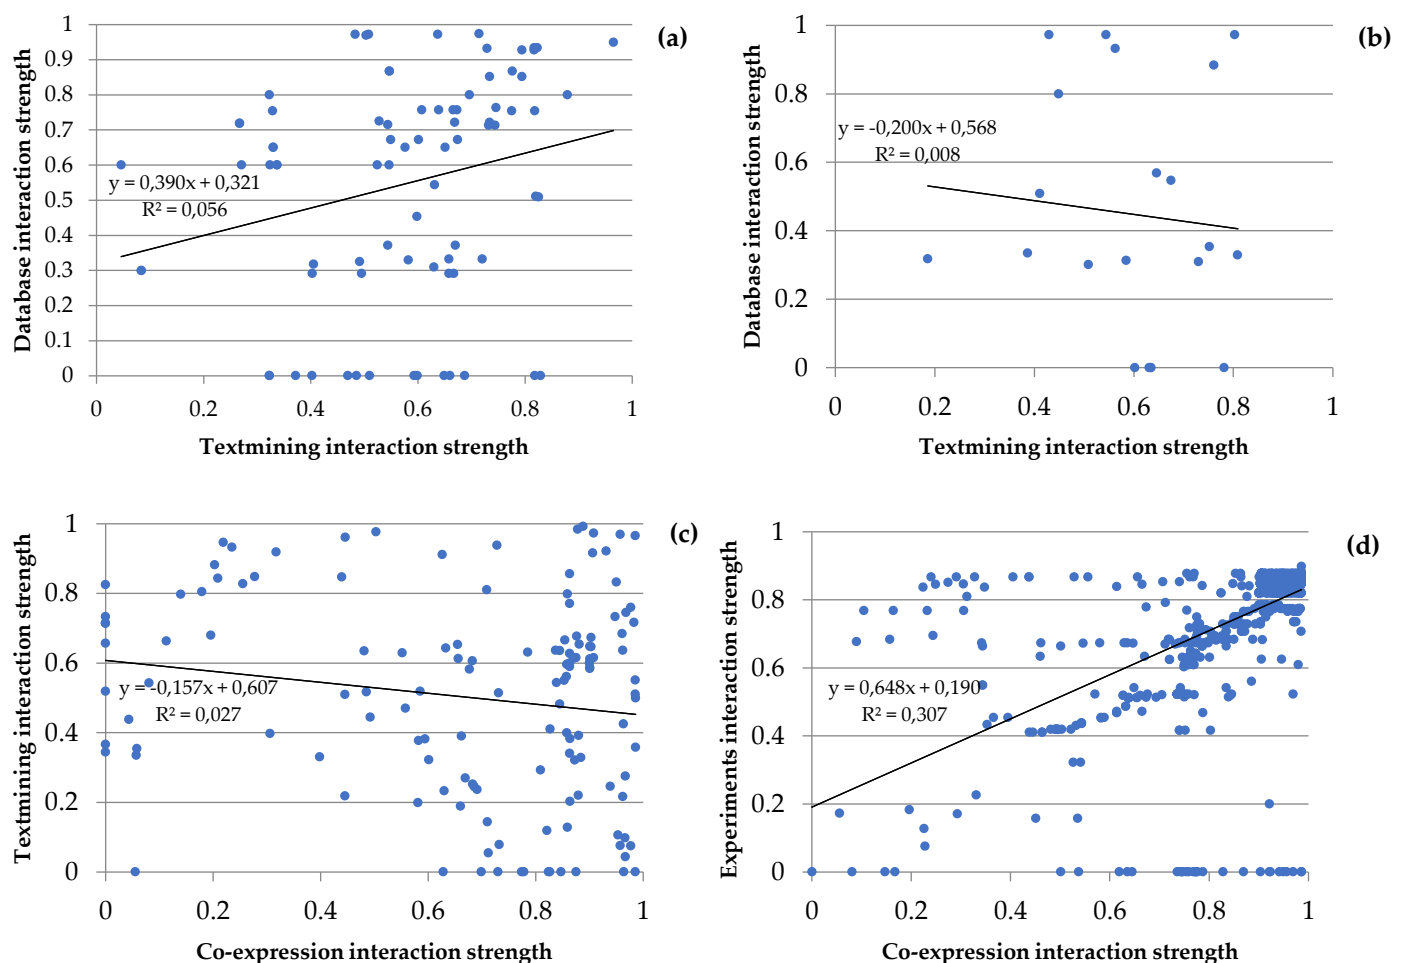 (a)
Database interaction strength
1
0.9
0.8
0.7
0.6
0.5
0.4
0.3
0.2
0.1
0
y = 0,390x + 0,321
R² = 0,056
0 0.2 0.4 0.6 0.8 1
Textmining interaction strength
(b)
Database interaction strength
1
0.8
0.6
0.4
0.2
0
y = -0,200x + 0,568
R² = 0,008
0 0.2 0.4 0.6 0.8 1
Textmining interaction strength
(c)
Textmining interaction strength
1
0.8
0.6
0.4
0.2
0
y = -0,157x + 0,607
R² = 0,027
0 0.2 0.4 0.6 0.8 1
Co-expression interaction strength
(d)
Experiments interaction strength
1
0.8
0.6
0.4
0.2
0
y = 0,648x + 0,190
R² = 0,307
0 0.2 0.4 0.6 0.8 1
Co-expression interaction strength